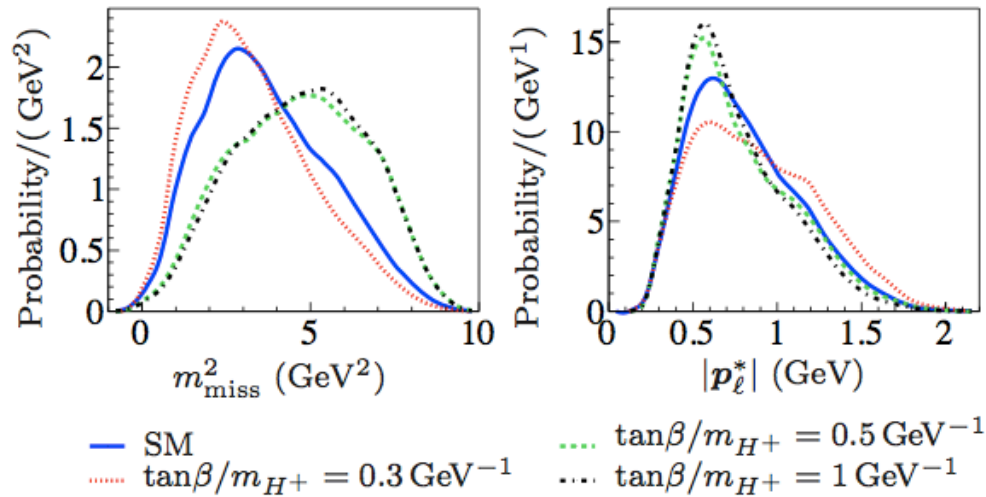 Probability/( GeV²)
2
1.5
1
0.5
0
0 5 10
m²miss (GeV²)
Probability/( GeV¹)
15
10
5
0
0 0.5 1 1.5 2
|p*ℓ| (GeV)
SM
tanβ/mH+ = 0.3 GeV⁻¹
tanβ/mH+ = 0.5 GeV⁻¹
tanβ/mH+ = 1 GeV⁻¹